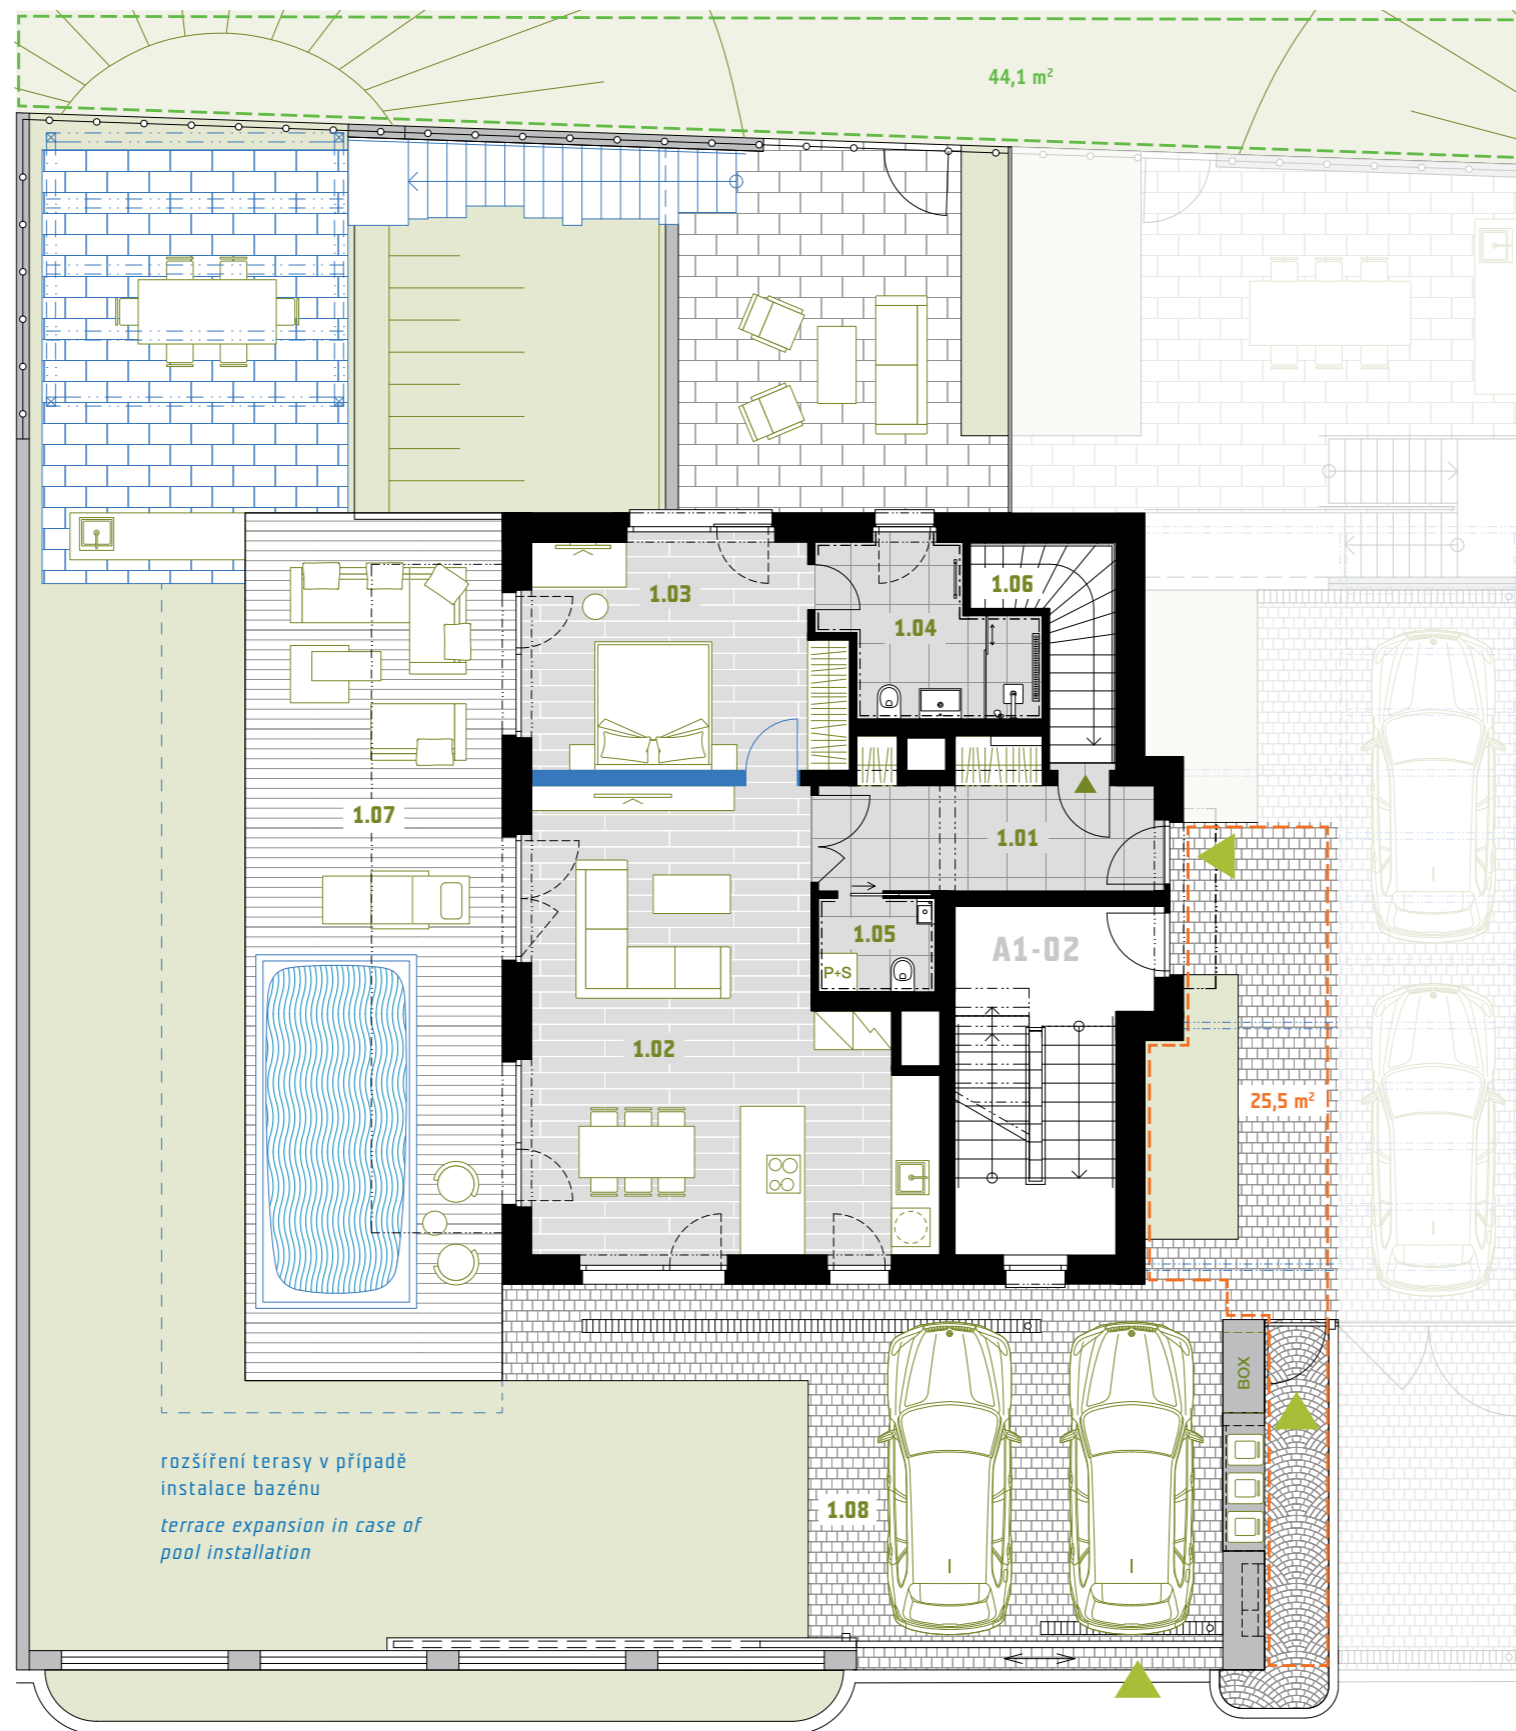 44,1 m²
1.03
1.06
1.04
1.07
1.01
1.05
A1-02
P+S
1.02
25,5 m²
BOX
rozšíření terasy v případě
instalace bazénu
terrace expansion in case of
pool installation
1.08